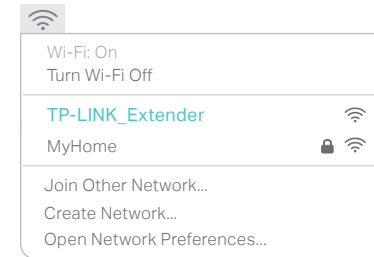 Wi-Fi: On
Turn Wi-Fi Off
TP-LINK_Extender
MyHome
Join Other Network...
Create Network...
Open Network Preferences...